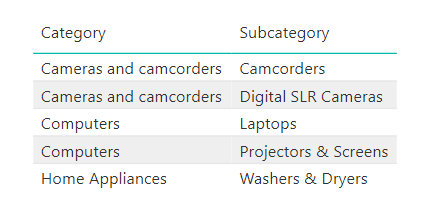 Category Subcategory
Cameras and camcorders Camcorders
Cameras and camcorders Digital SLR Cameras
Computers Laptops
Computers Projectors & Screens
Home Appliances Washers & Dryers